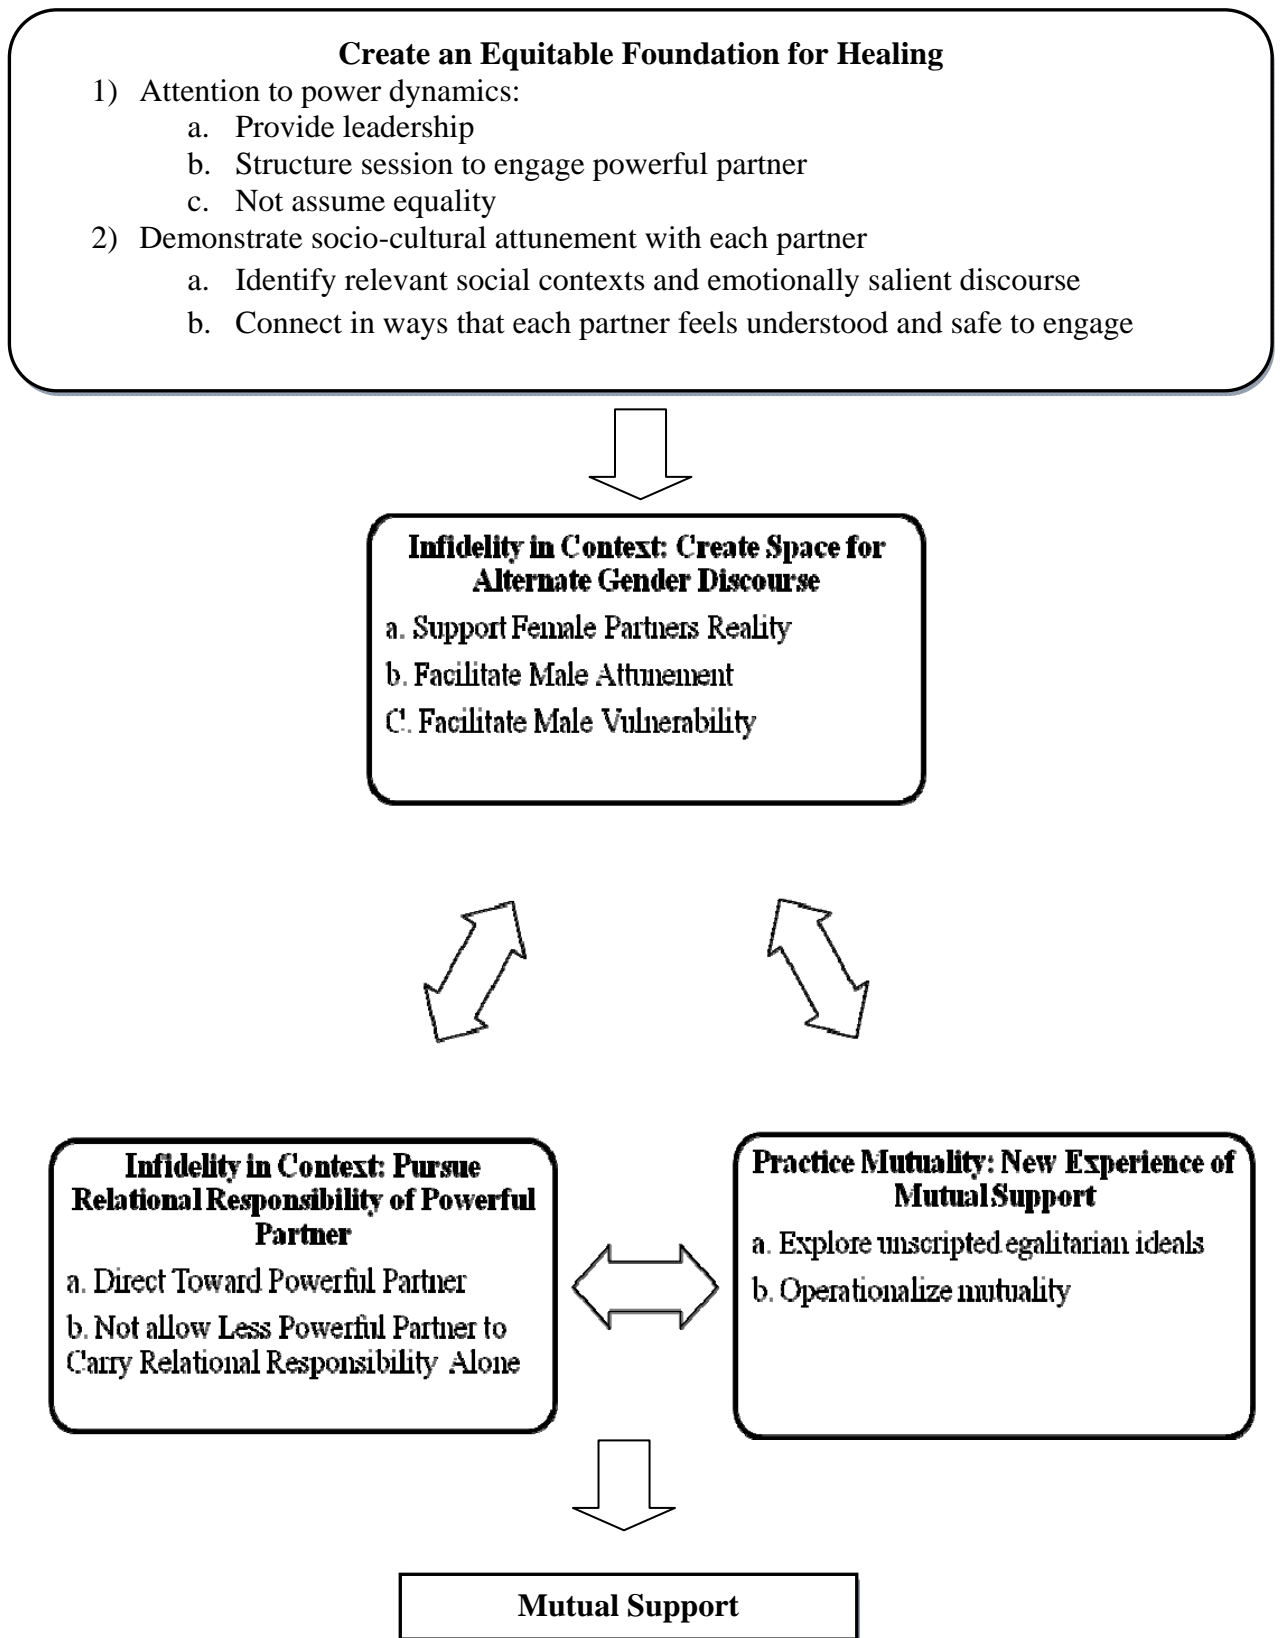 Create an Equitable Foundation for Healing
1) Attention to power dynamics:
a. Provide leadership
b. Structure session to engage powerful partner
c. Not assume equality
2) Demonstrate socio-cultural attunement with each partner
a. Identify relevant social contexts and emotionally salient discourse
b. Connect in ways that each partner feels understood and safe to engage
Infidelity in Context: Create Space for
Alternate Gender Discourse
a. Support Female Partners Reality
b. Facilitate Male Attunement
C. Facilitate Male Vulnerability
Infidelity in Context: Pursue
Relational Responsibility of Powerful
Partner
a. Direct Toward Powerful Partner
b. Not allow Less Powerful Partner to
Carry Relational Responsibility Alone
Practice Mutuality: New Experience of
Mutual Support
a. Explore unscripted egalitarian ideals
b. Operationalize mutuality
Mutual Support